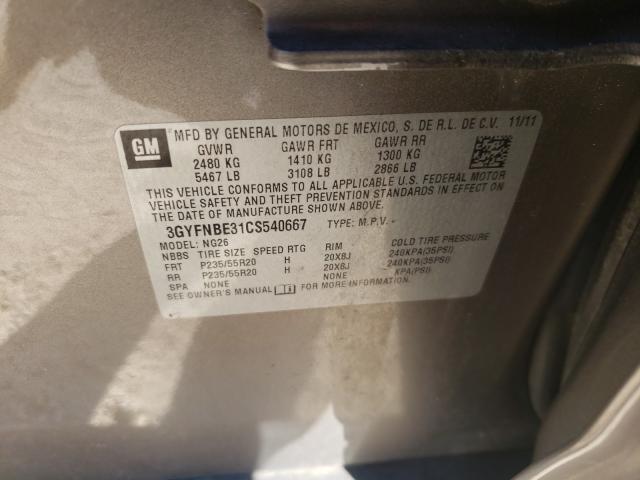 GM
MFD BY GENERAL MOTORS DE MEXICO, S. DE R.L. DE C.V. 11/11
GVWR GAWR FRT GAWR RR
2480 KG 1410 KG 1300 KG
5467 LB 3108 LB 2866 LB
THIS VEHICLE CONFORMS TO ALL APPLICABLE U.S. FEDERAL MOTOR
VEHICLE SAFETY AND THEFT PREVENTION STANDARDS IN EFFECT ON
THE DATE OF MANUFACTURE SHOWN ABOVE.
3GYFNBE31CS540667 TYPE: M.P.V.
MODEL: NG26
NBBS TIRE SIZE SPEED RTG RIM COLD TIRE PRESSURE
FRT P235/55R20 H 20X8J 240KPA(35PSI)
RR P235/55R20 H 20X8J 240KPA(35PSI)
SPA NONE NONE KPA(PSI)
SEE OWNER'S MANUAL i FOR MORE INFORMATION.